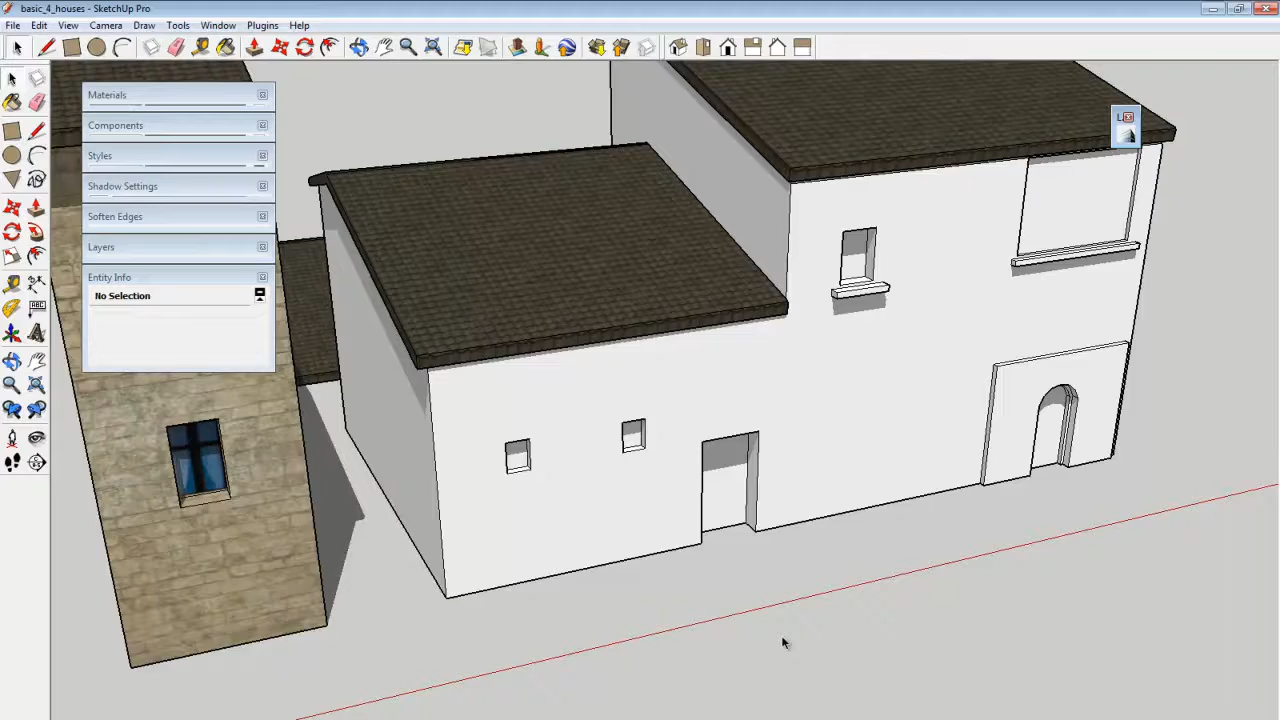 basic_4_houses - SketchUp Pro
File Edit View Camera Draw Tools Window Plugins Help
Materials
Components
Styles
Shadow Settings
Soften Edges
Layers
Entity Info
No Selection
L
ABC